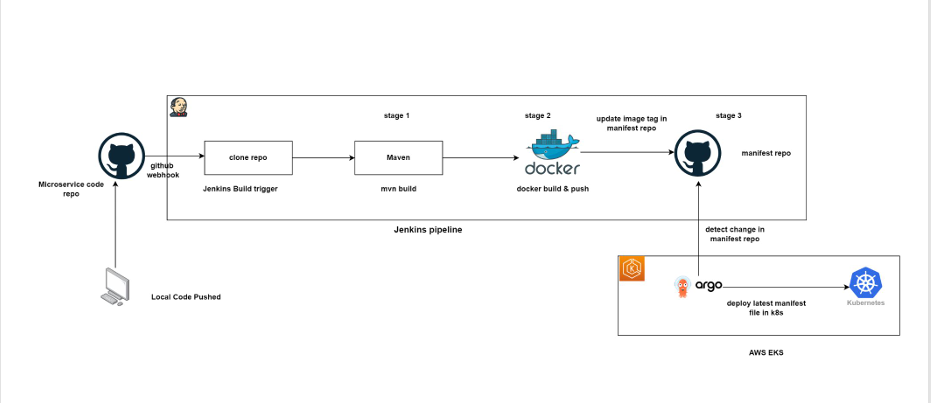 stage 1
stage 2
update image tag in
manifest repo
stage 3
github
webhook
clone repo
Maven
docker
manifest repo
Microservice code
repo
Jenkins Build trigger
mvn build
docker build & push
Jenkins pipeline
detect change in
manifest repo
Local Code Pushed
K
argo
deploy latest manifest
file in k8s
Kubernetes
AWS EKS